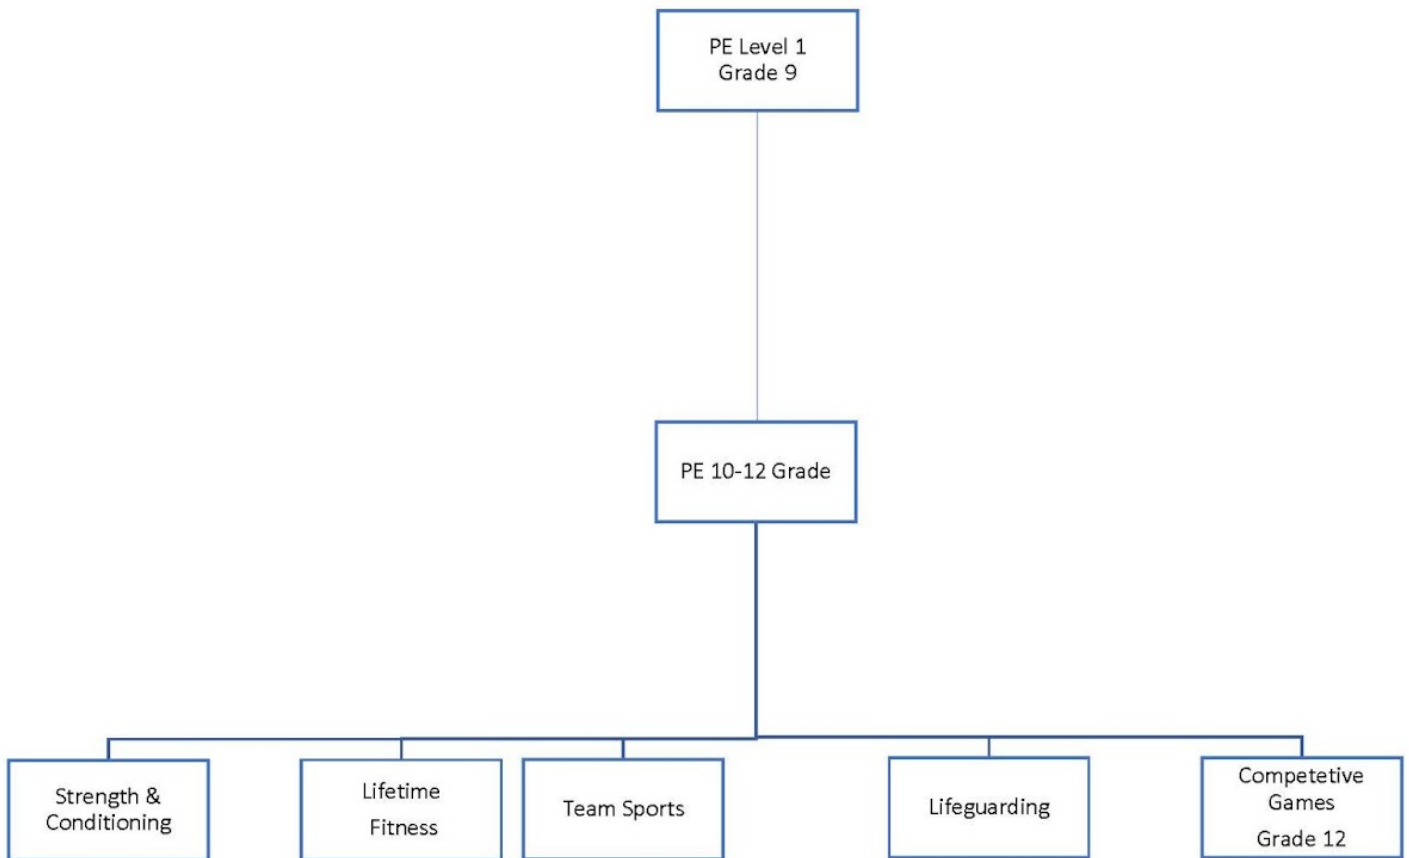 PE Level 1
Grade 9
PE 10-12 Grade
Strength &
Conditioning
Lifetime
Fitness
Team Sports
Lifeguarding
Competetive
Games
Grade 12